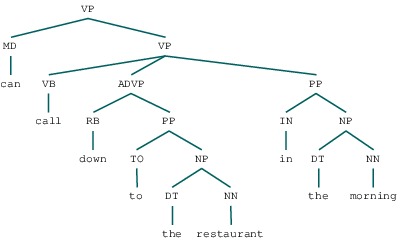 VP
MD VP
can VB ADVP PP
call RB PP IN NP
down TO NP in DT NN
to DT NN the morning
the restaurant